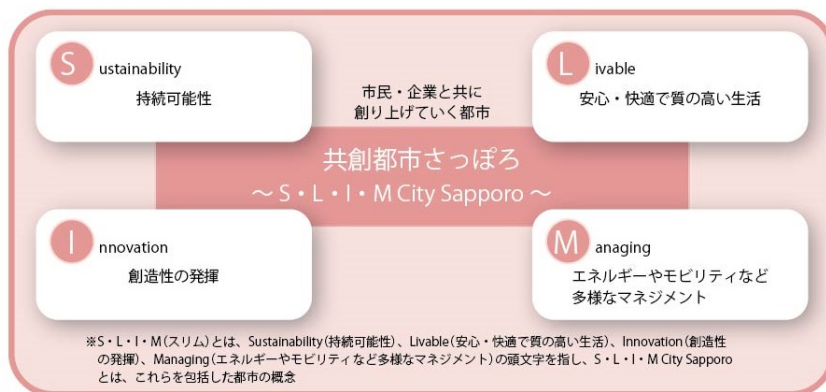 Sustainability
持続可能性
市民・企業と共に
創り上げていく都市
Livable
安心・快適で質の高い生活
共創都市さっぽろ
～ S・L・I・M City Sapporo ～
Innovation
創造性の発揮
Managing
エネルギーやモビリティなど
多様なマネジメント
※S・L・I・M（スリム）とは、Sustainability（持続可能性）、Livable（安心・快適で質の高い生活）、Innovation（創造性
の発揮）、Managing（エネルギーやモビリティなど多様なマネジメント）の頭文字を指し、S・L・I・M City Sapporo
とは、これらを包括した都市の概念